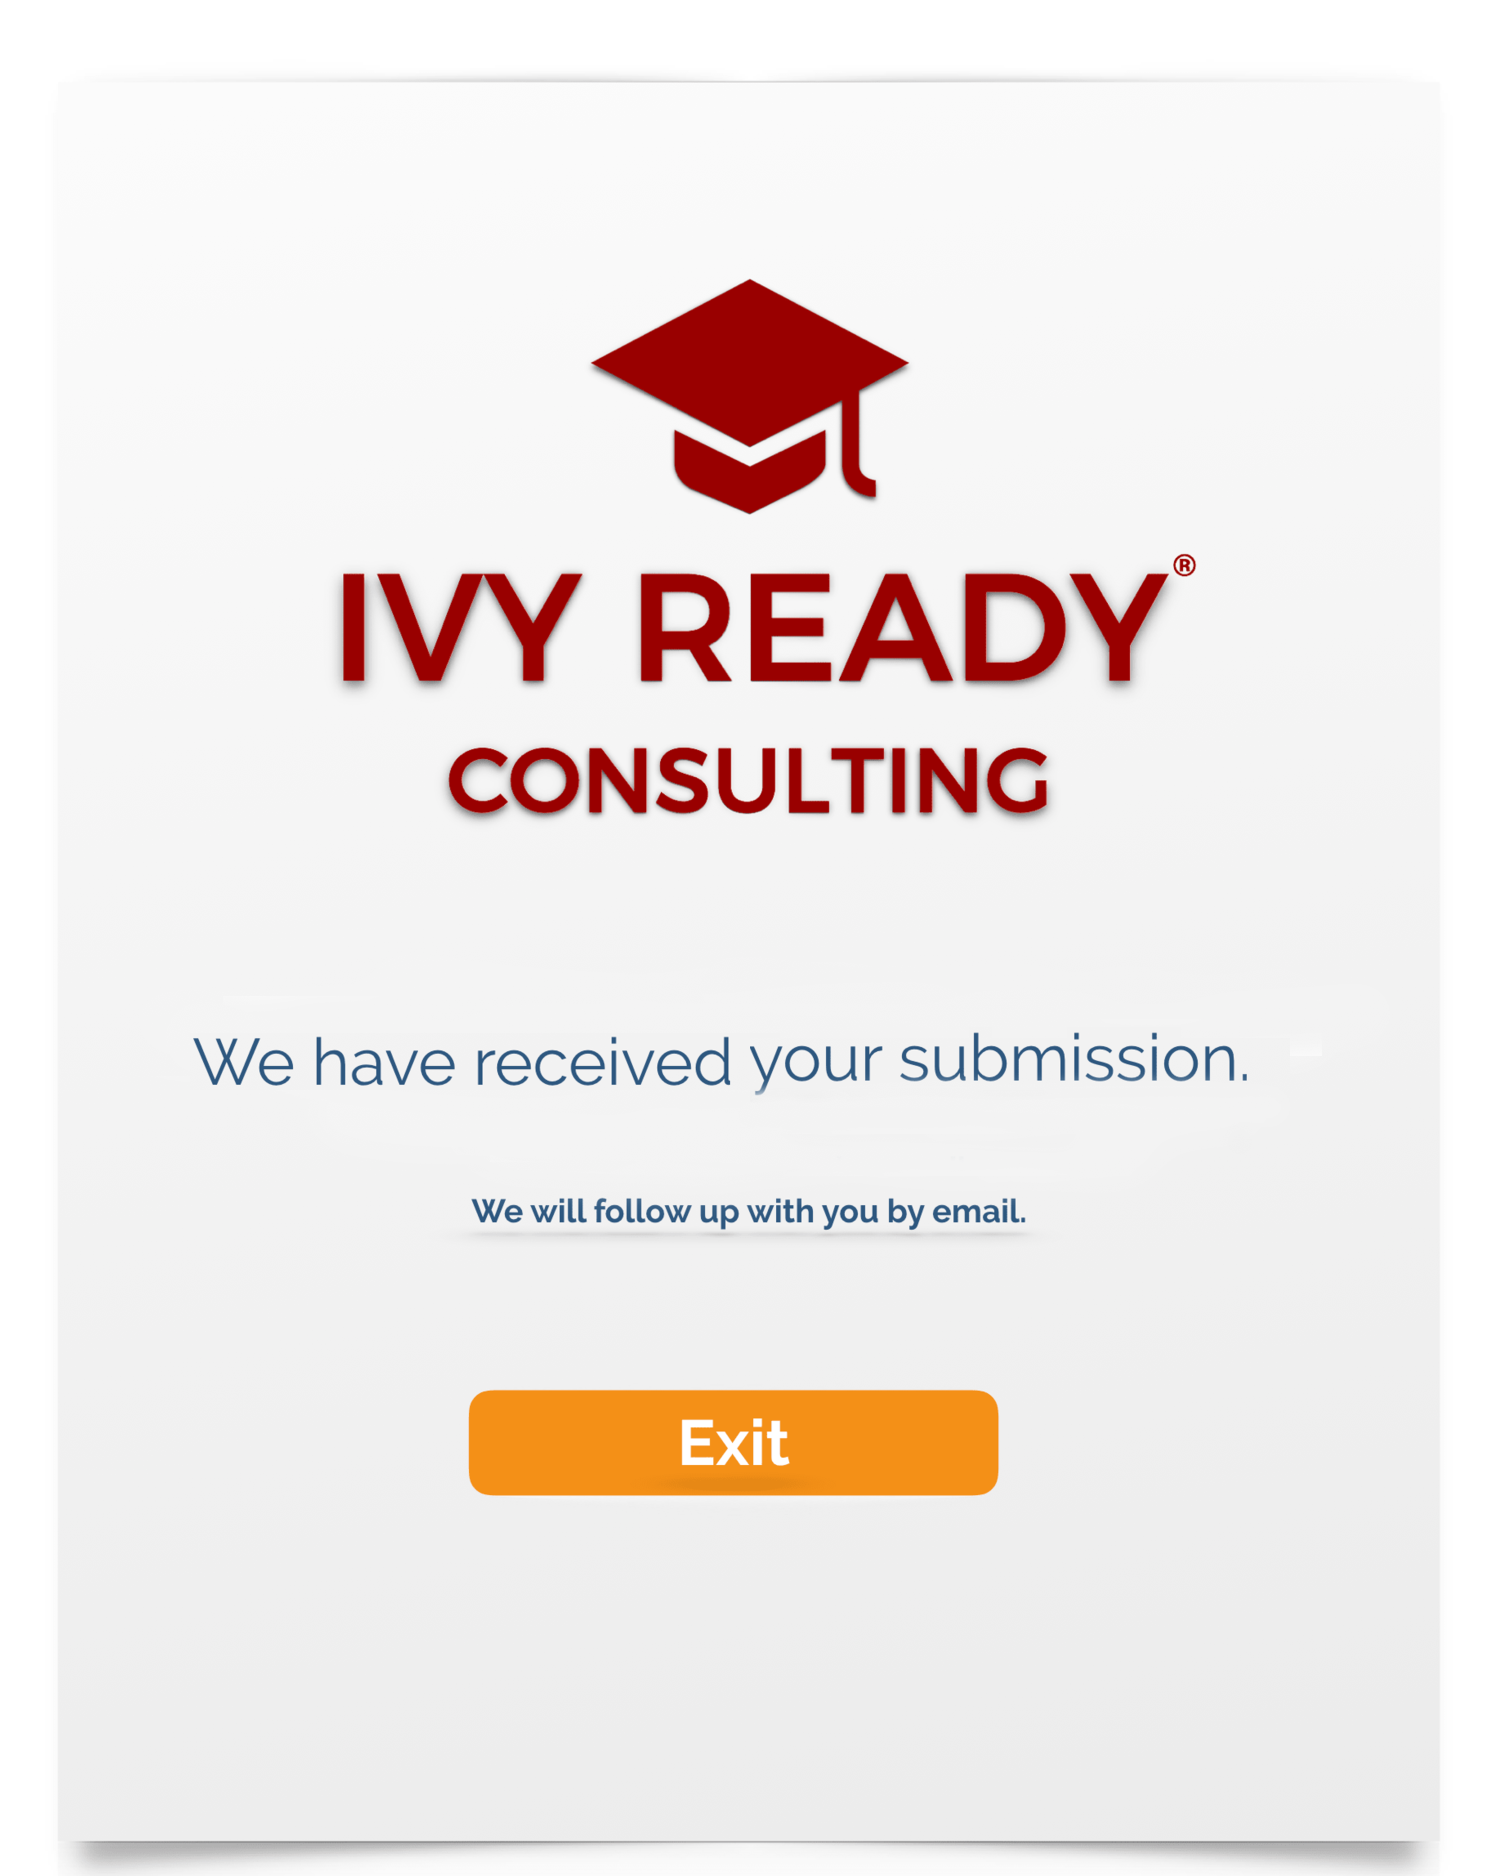 IVY READY®
CONSULTING
We have received your submission.
We will follow up with you by email.
Exit